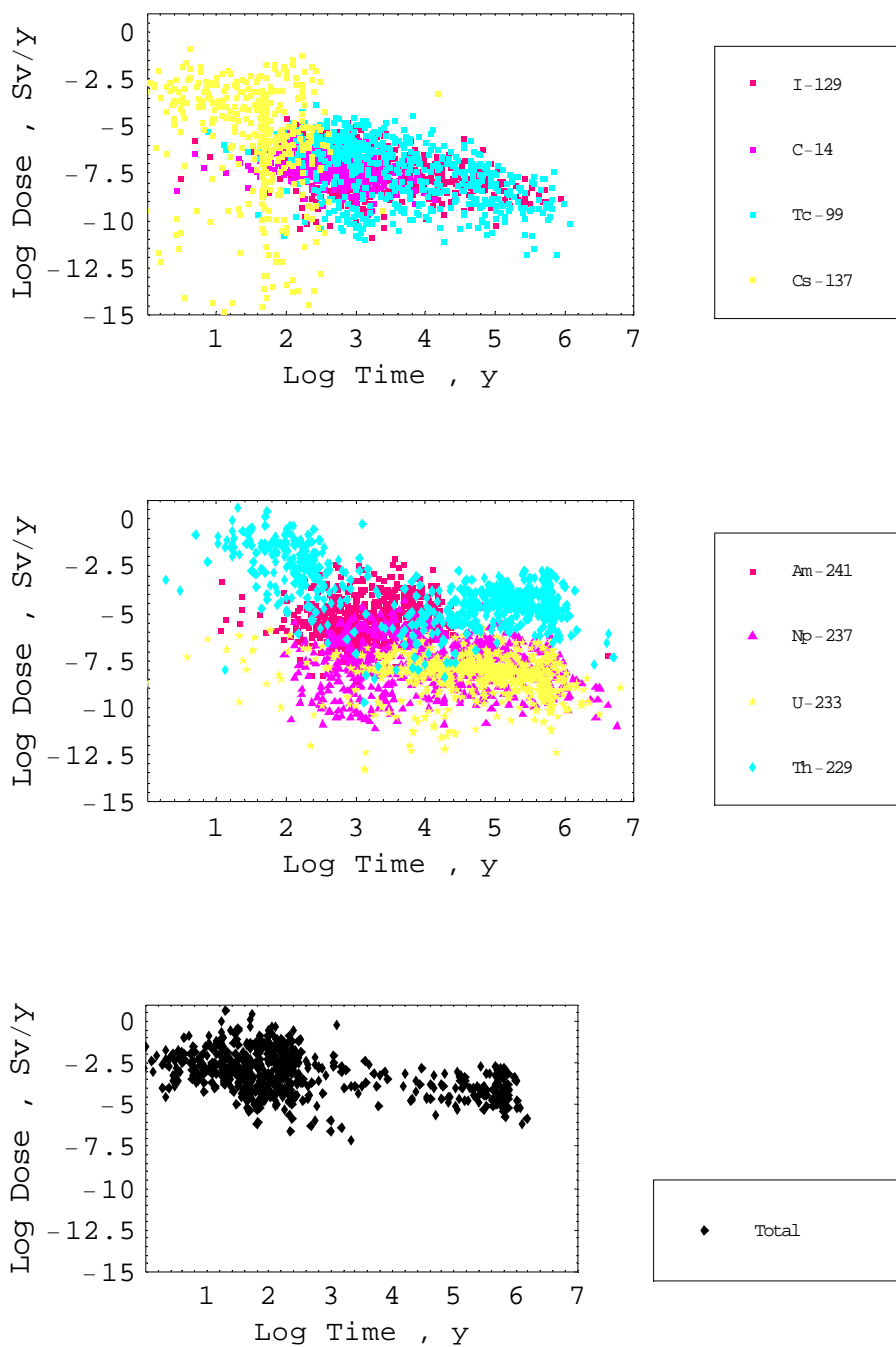 0
-2.5
-5
-7.5
-10
-12.5
-15
Log Dose , Sv/y
1 2 3 4 5 6 7
Log Time , y
I-129
C-14
Tc-99
Cs-137
0
-2.5
-5
-7.5
-10
-12.5
-15
Log Dose , Sv/y
1 2 3 4 5 6 7
Log Time , y
Am-241
Np-237
U-233
Th-229
0
-2.5
-5
-7.5
-10
-12.5
-15
Log Dose , Sv/y
1 2 3 4 5 6 7
Log Time , y
Total